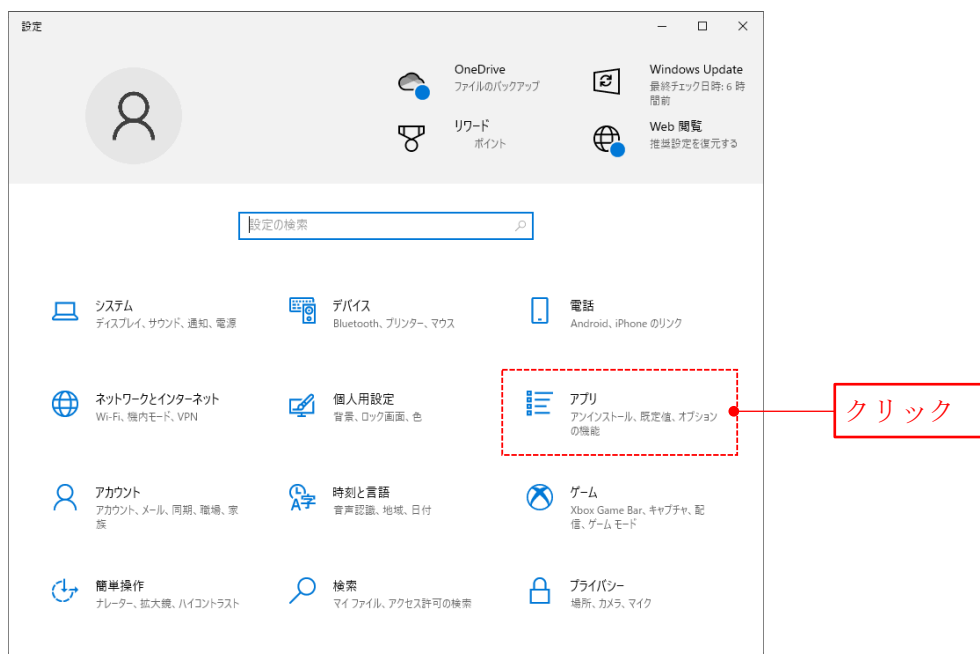 設定
OneDrive
ファイルのバックアップ
Windows Update
最終チェック日時: 6 時
間前
リワード
ポイント
Web 閲覧
推奨設定を復元する
設定の検索
システム
ディスプレイ、サウンド、通知、電源
デバイス
Bluetooth、プリンター、マウス
電話
Android、iPhone のリンク
ネットワークとインターネット
Wi-Fi、機内モード、VPN
個人用設定
背景、ロック画面、色
アプリ
アンインストール、既定値、オプション
の機能
クリック
アカウント
アカウント、メール、同期、職場、家
族
時刻と言語
音声認識、地域、日付
ゲーム
Xbox Game Bar、キャプチャ、配
信、ゲーム モード
簡単操作
ナレーター、拡大鏡、ハイコントラスト
検索
マイ ファイル、アクセス許可の検索
プライバシー
場所、カメラ、マイク